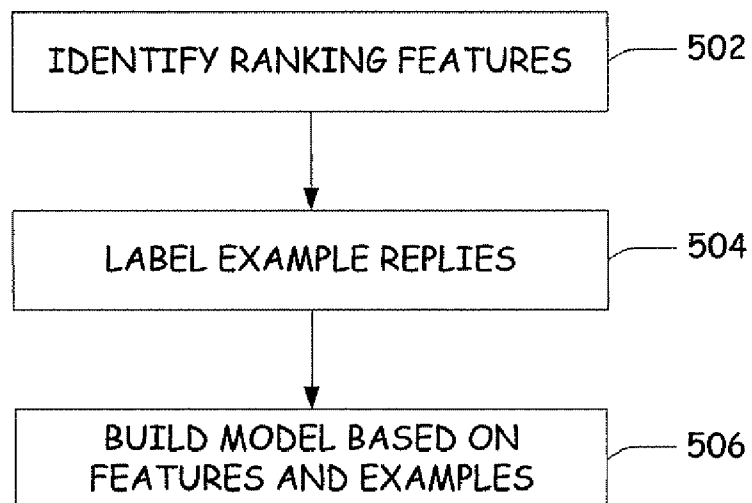 IDENTIFY RANKING FEATURES
502
LABEL EXAMPLE REPLIES
504
BUILD MODEL BASED ON
FEATURES AND EXAMPLES
506